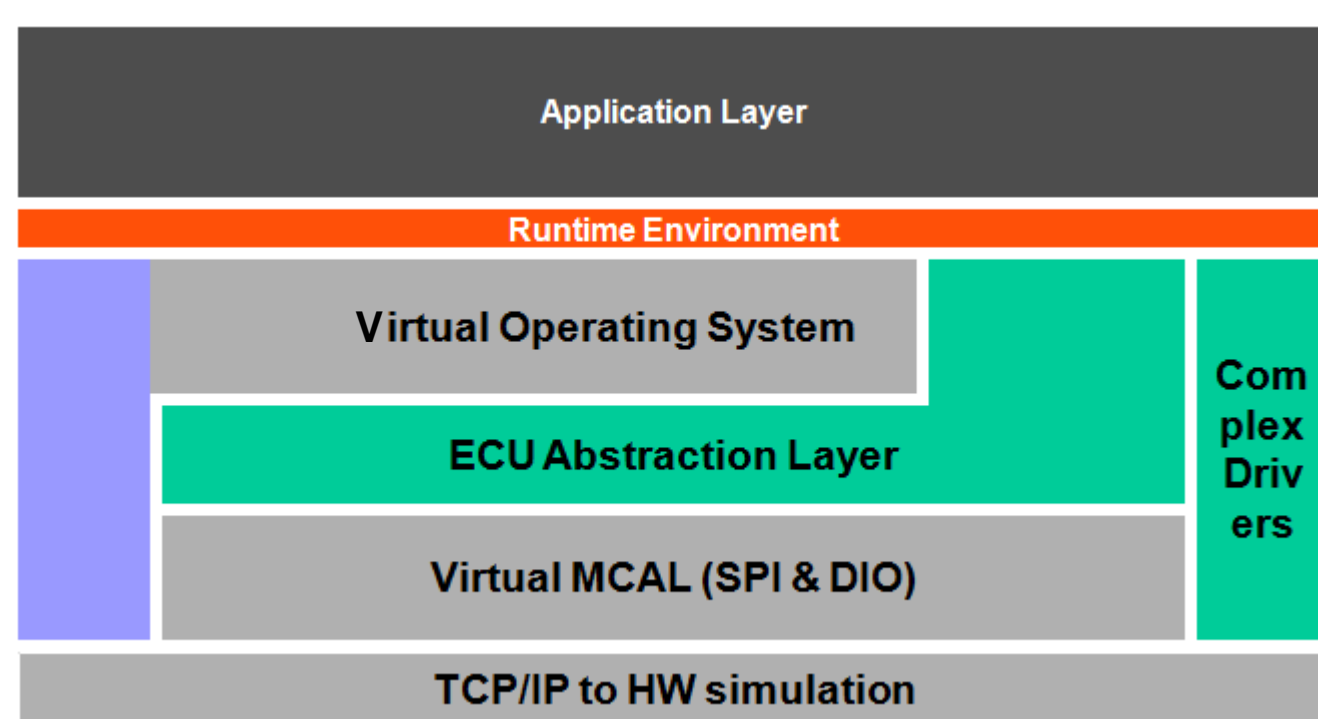 Application Layer
Runtime Environment
Virtual Operating System
ECU Abstraction Layer
Virtual MCAL (SPI & DIO)
Com
plex
Driv
ers
TCP/IP to HW simulation